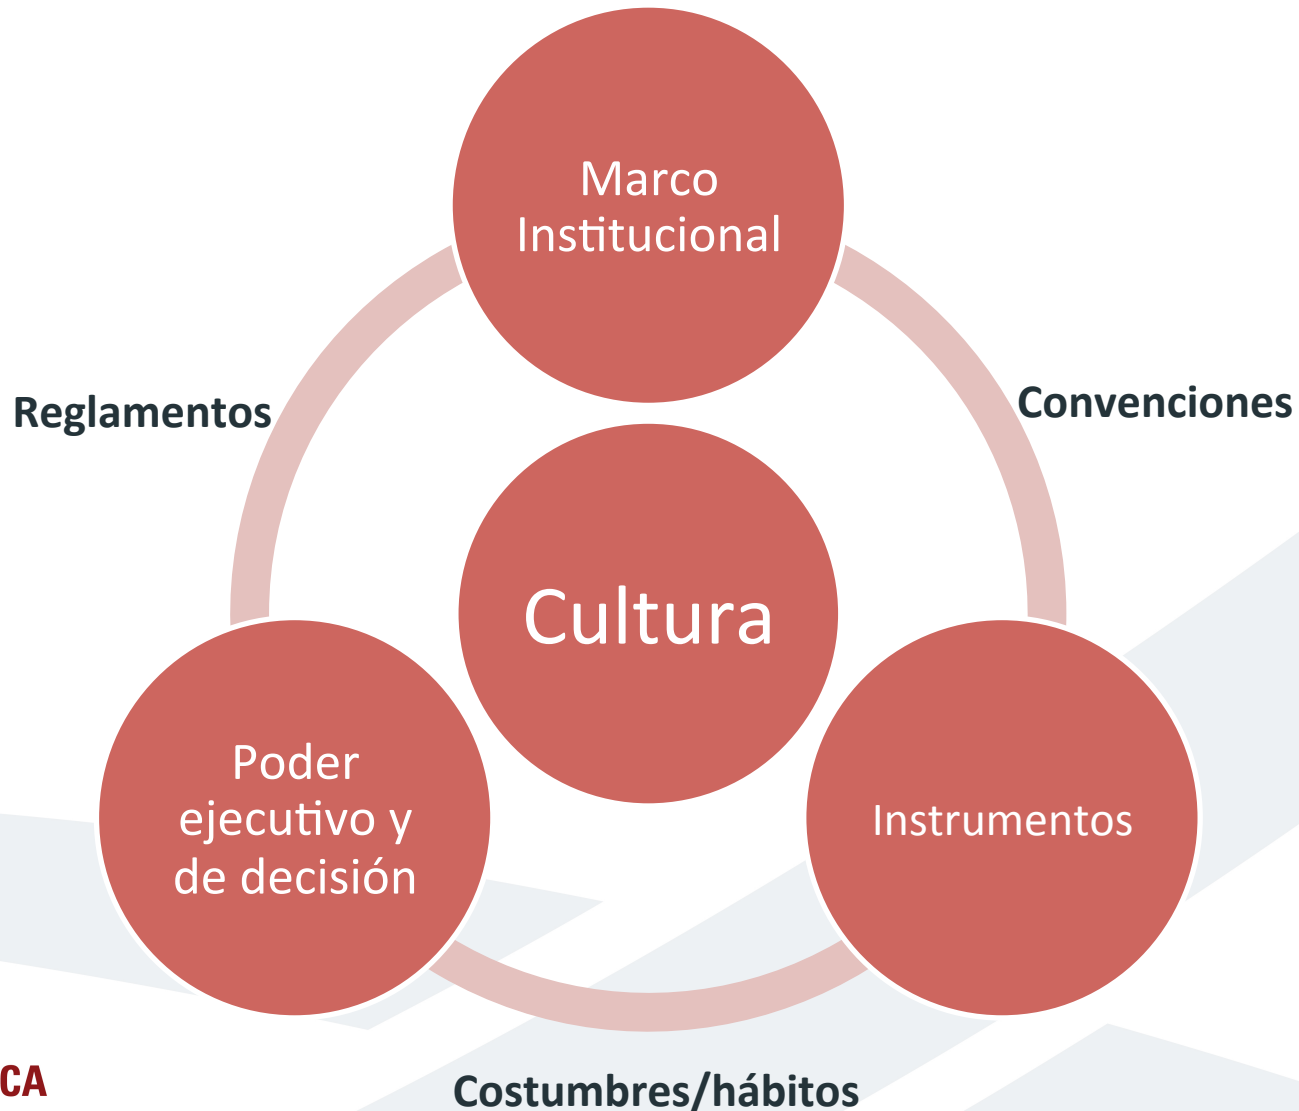 Marco
Institucional
Reglamentos
Convenciones
Cultura
Poder
ejecutivo y
de decisión
Instrumentos
CA
Costumbres/hábitos